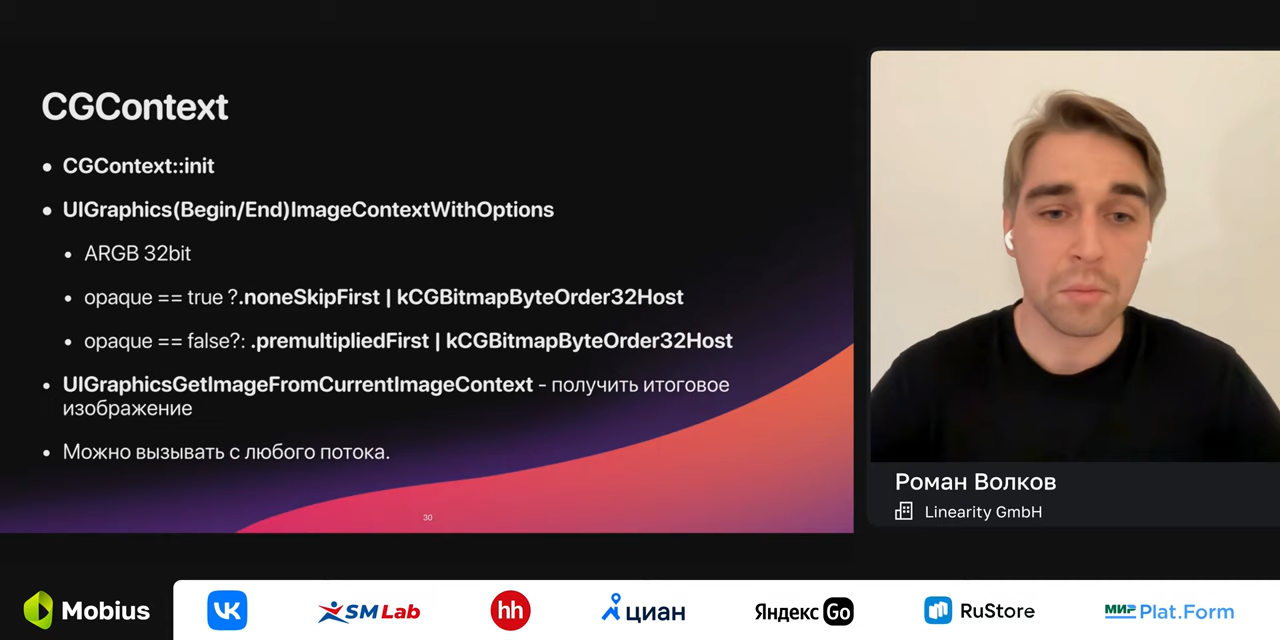 CGContext
• CGContext::init
• UIGraphics(Begin/End)ImageContextWithOptions
• ARGB 32bit
• opaque == true ?.noneSkipFirst | kCGBitmapByteOrder32Host
• opaque == false?: .premultipliedFirst | kCGBitmapByteOrder32Host
• UIGraphicsGetImageFromCurrentImageContext - получить итоговое
изображение
• Можно вызывать с любого потока.
30
Роман Волков
Linearity GmbH
Mobius
VK
SM Lab
hh
циан
Яндекс Go
RuStore
МИР Plat.Form